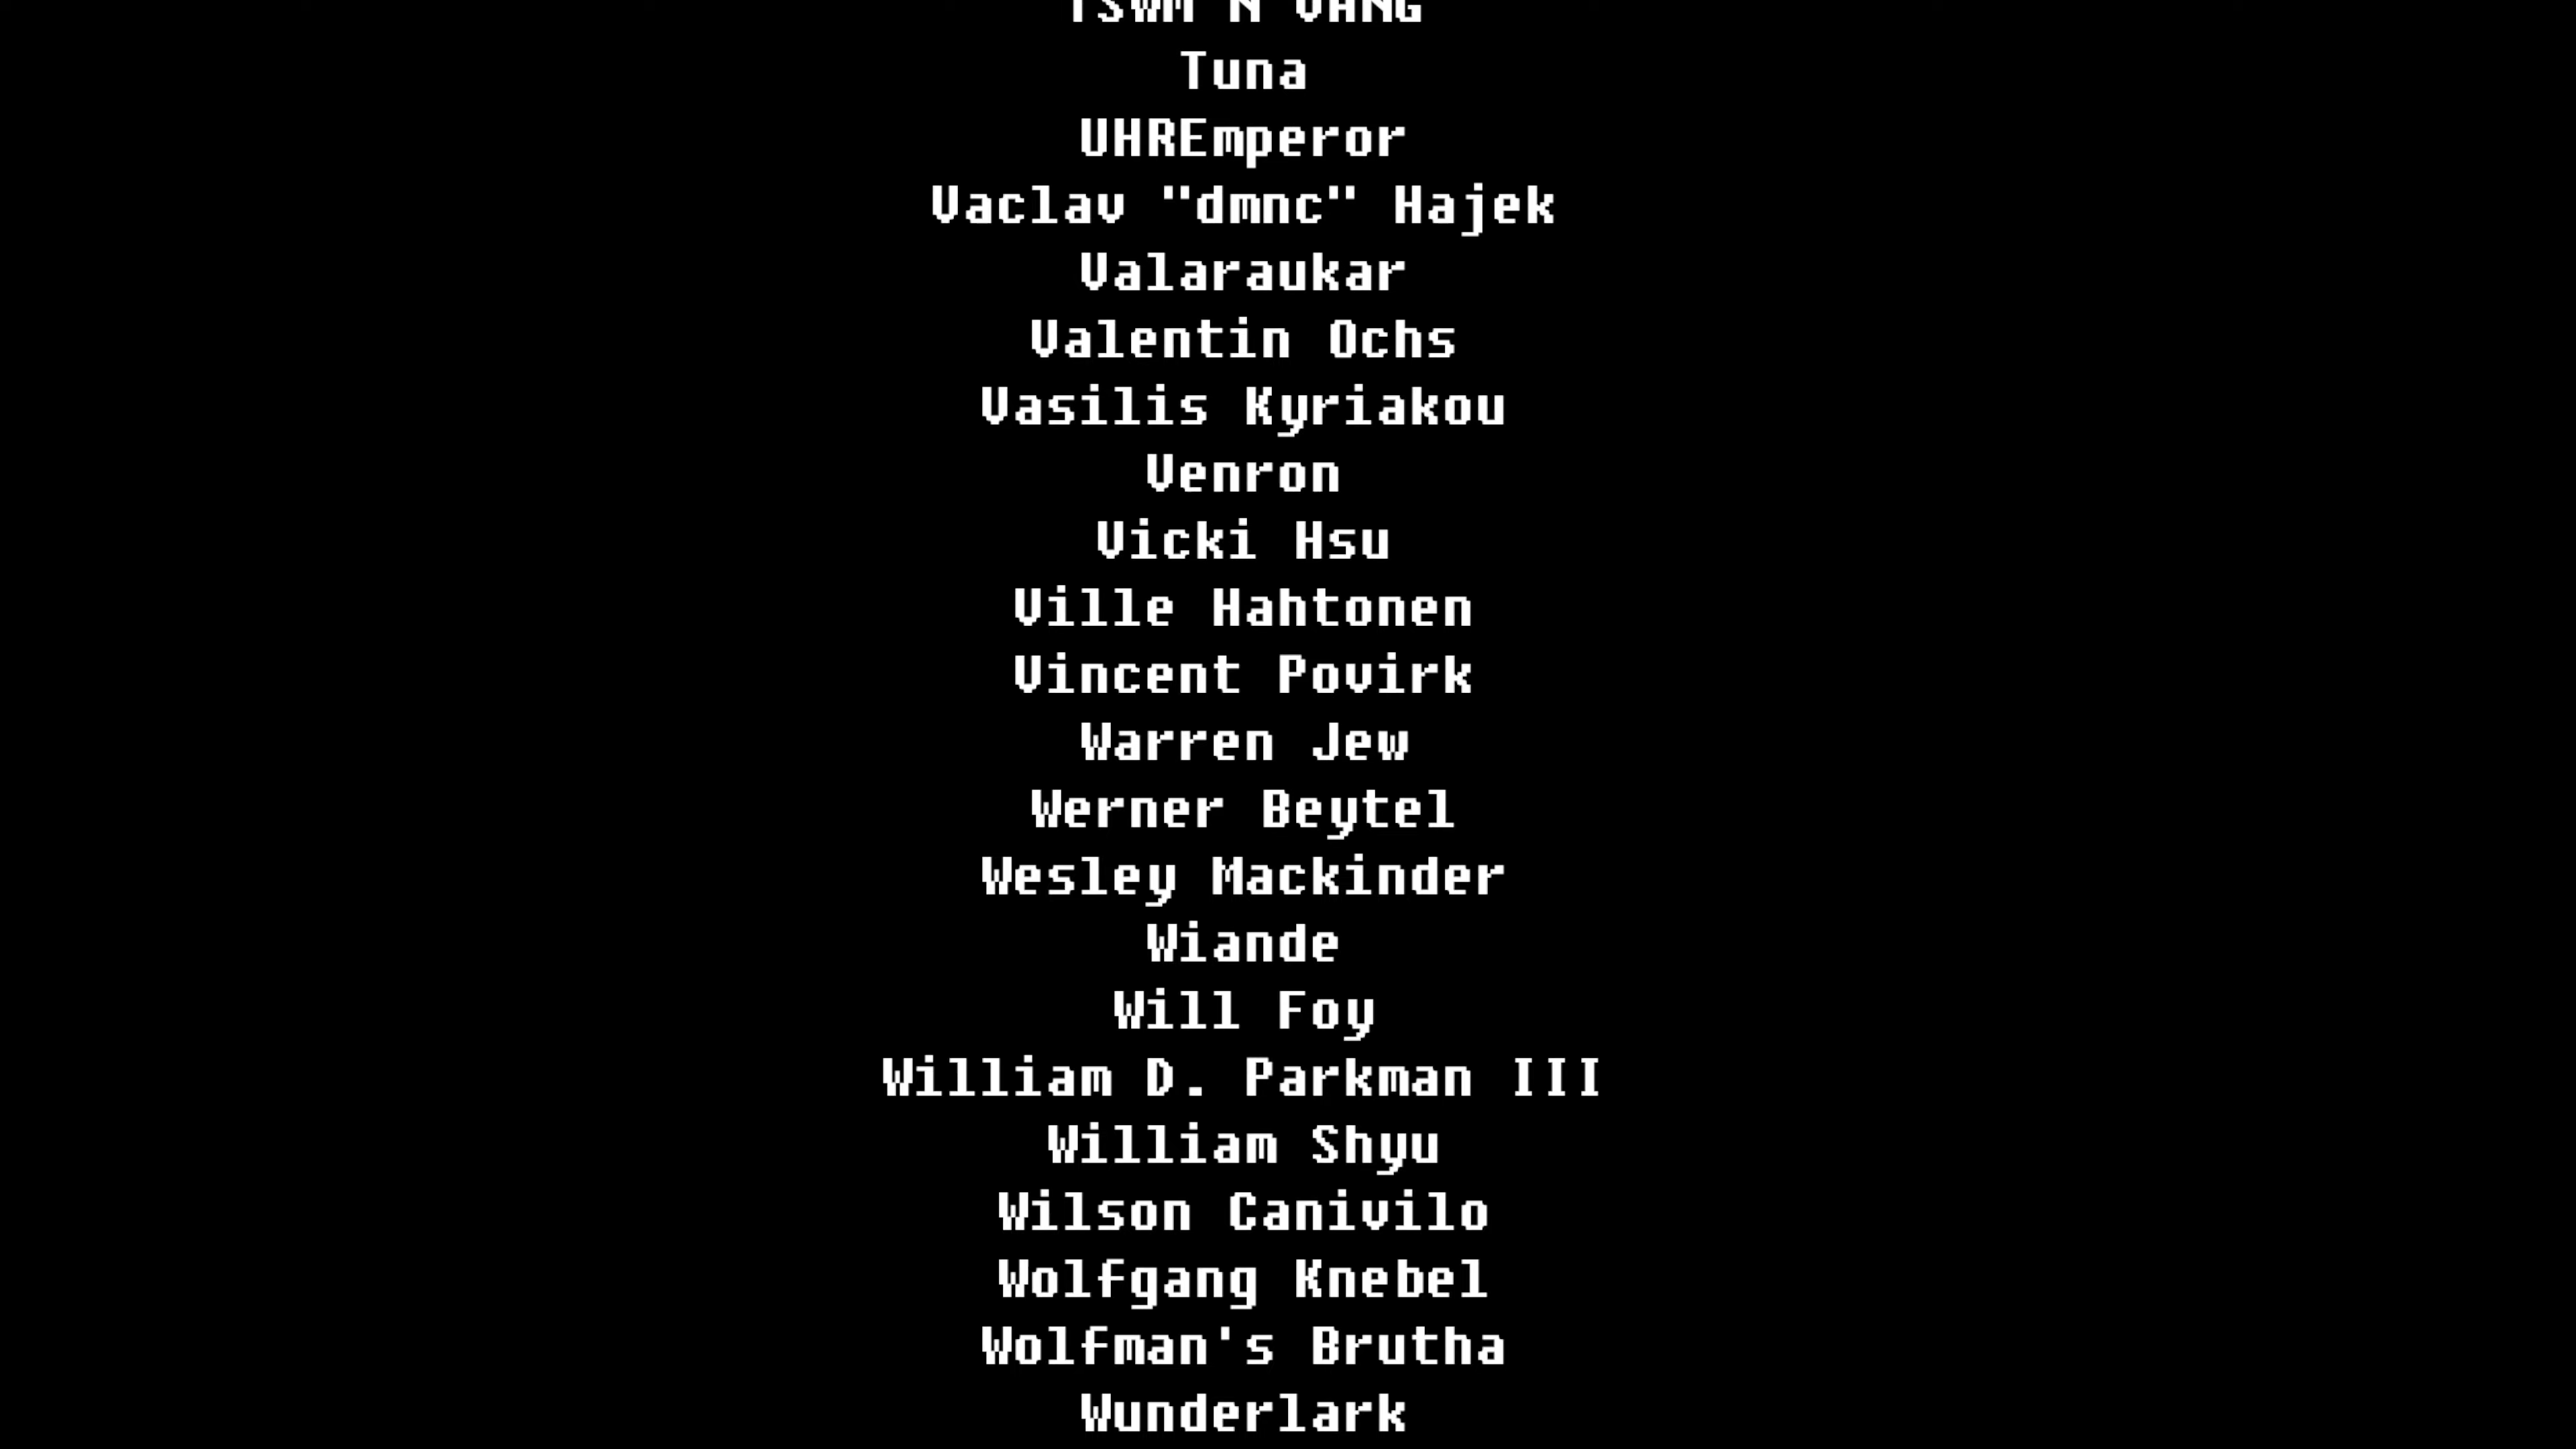 TSWM N VANG
Tuna
UHREmperor
Vaclav "dmnc" Hajek
Valaraukar
Valentin Ochs
Vasilis Kyriakou
Venron
Vicki Hsu
Ville Hahtonen
Vincent Povirk
Warren Jew
Werner Beytel
Wesley Mackinder
Wiande
Will Foy
William D. Parkman III
William Shyu
Wilson Canivilo
Wolfgang Knebel
Wolfman's Brutha
Wunderlark